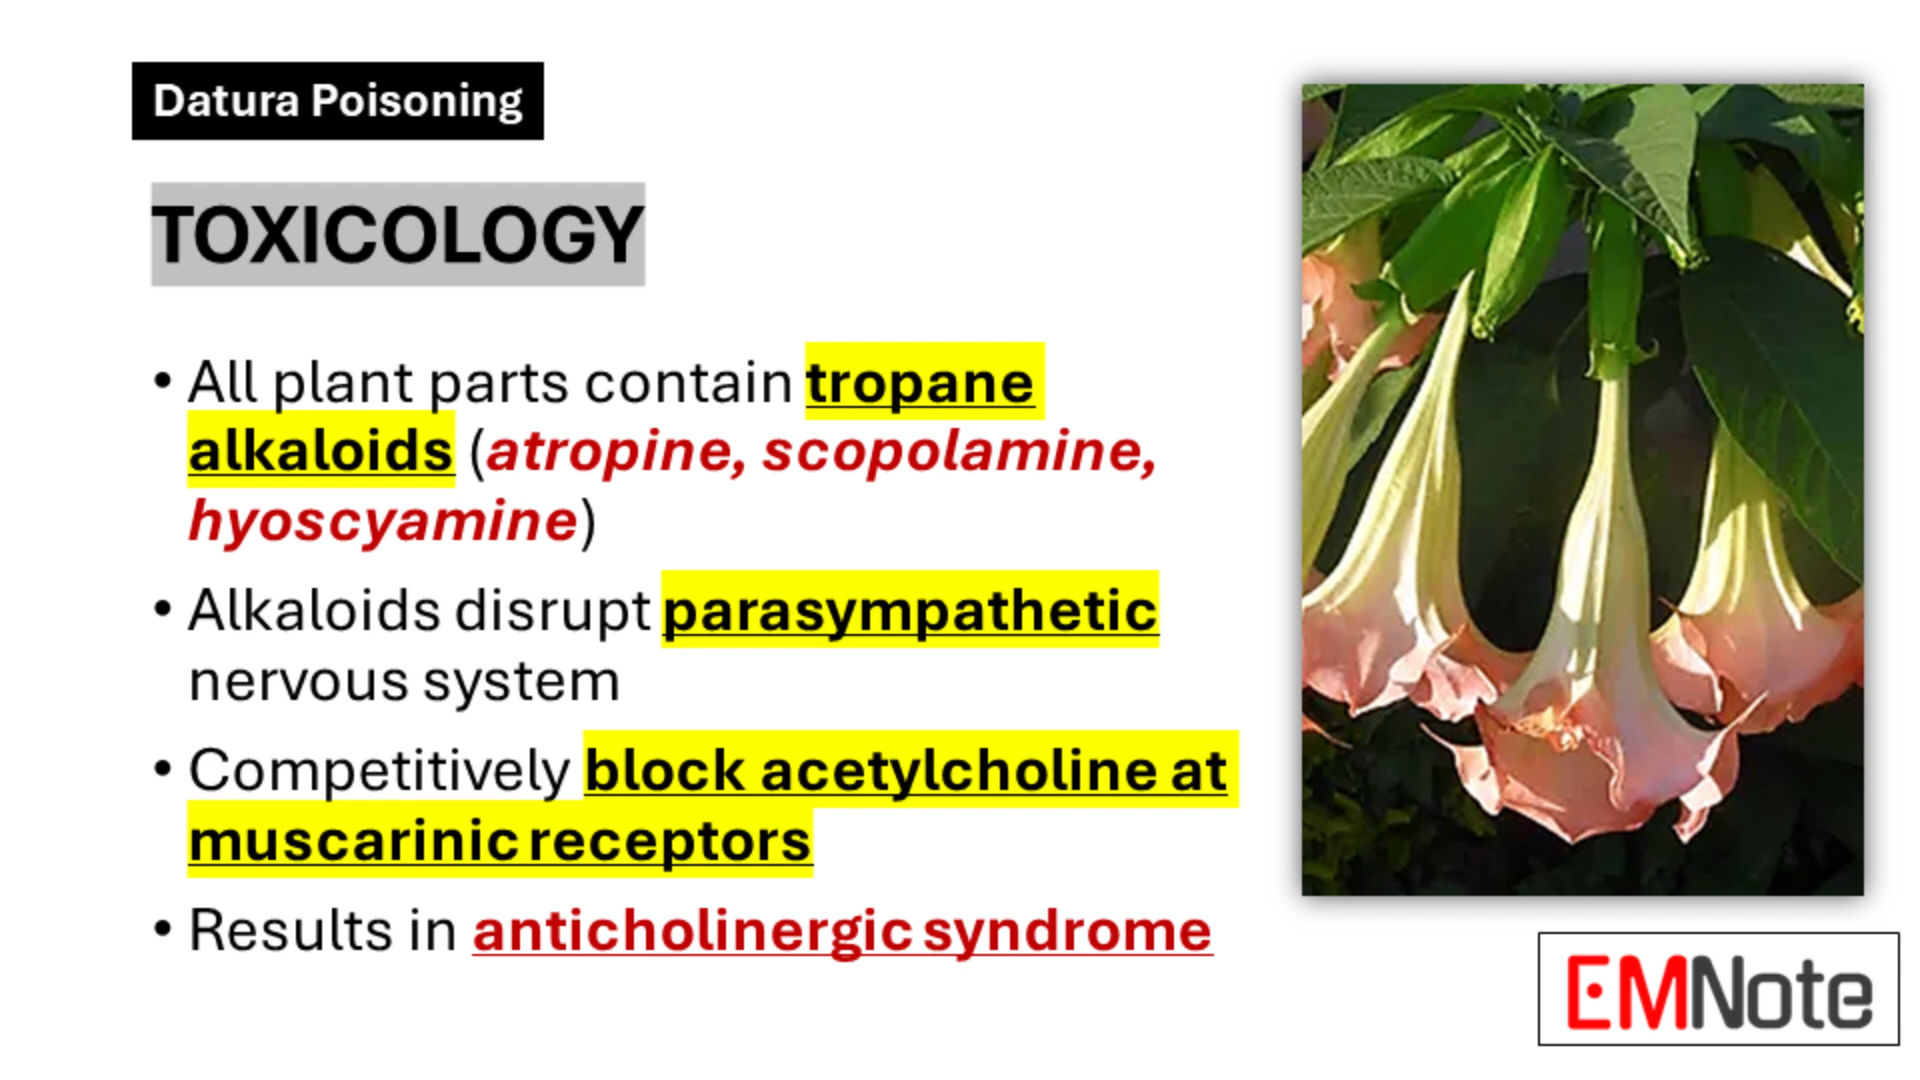 Datura Poisoning
TOXICOLOGY
• All plant parts contain tropane
alkaloids (atropine, scopolamine,
hyoscyamine)
• Alkaloids disrupt parasympathetic
nervous system
• Competitively block acetylcholine at
muscarinic receptors
• Results in anticholinergic syndrome
EMNote